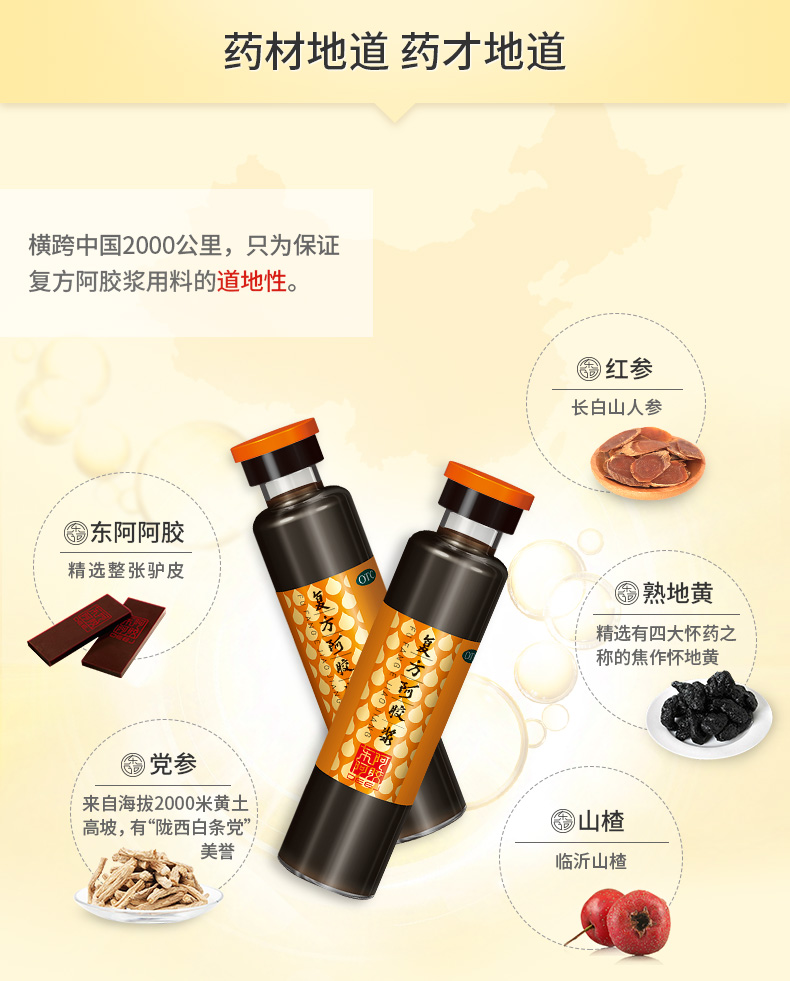 药材地道 药才地道
横跨中国2000公里，只为保证
复方阿胶浆用料的道地性。
红参
长白山人参
东阿阿胶
精选整张驴皮
熟地黄
精选有四大怀药之
称的焦作怀地黄
党参
来自海拔2000米黄土
高坡，有“陇西白条党”
美誉
山楂
临沂山楂
OTC
复方阿胶
OTC
复方阿胶浆
东阿
阿胶